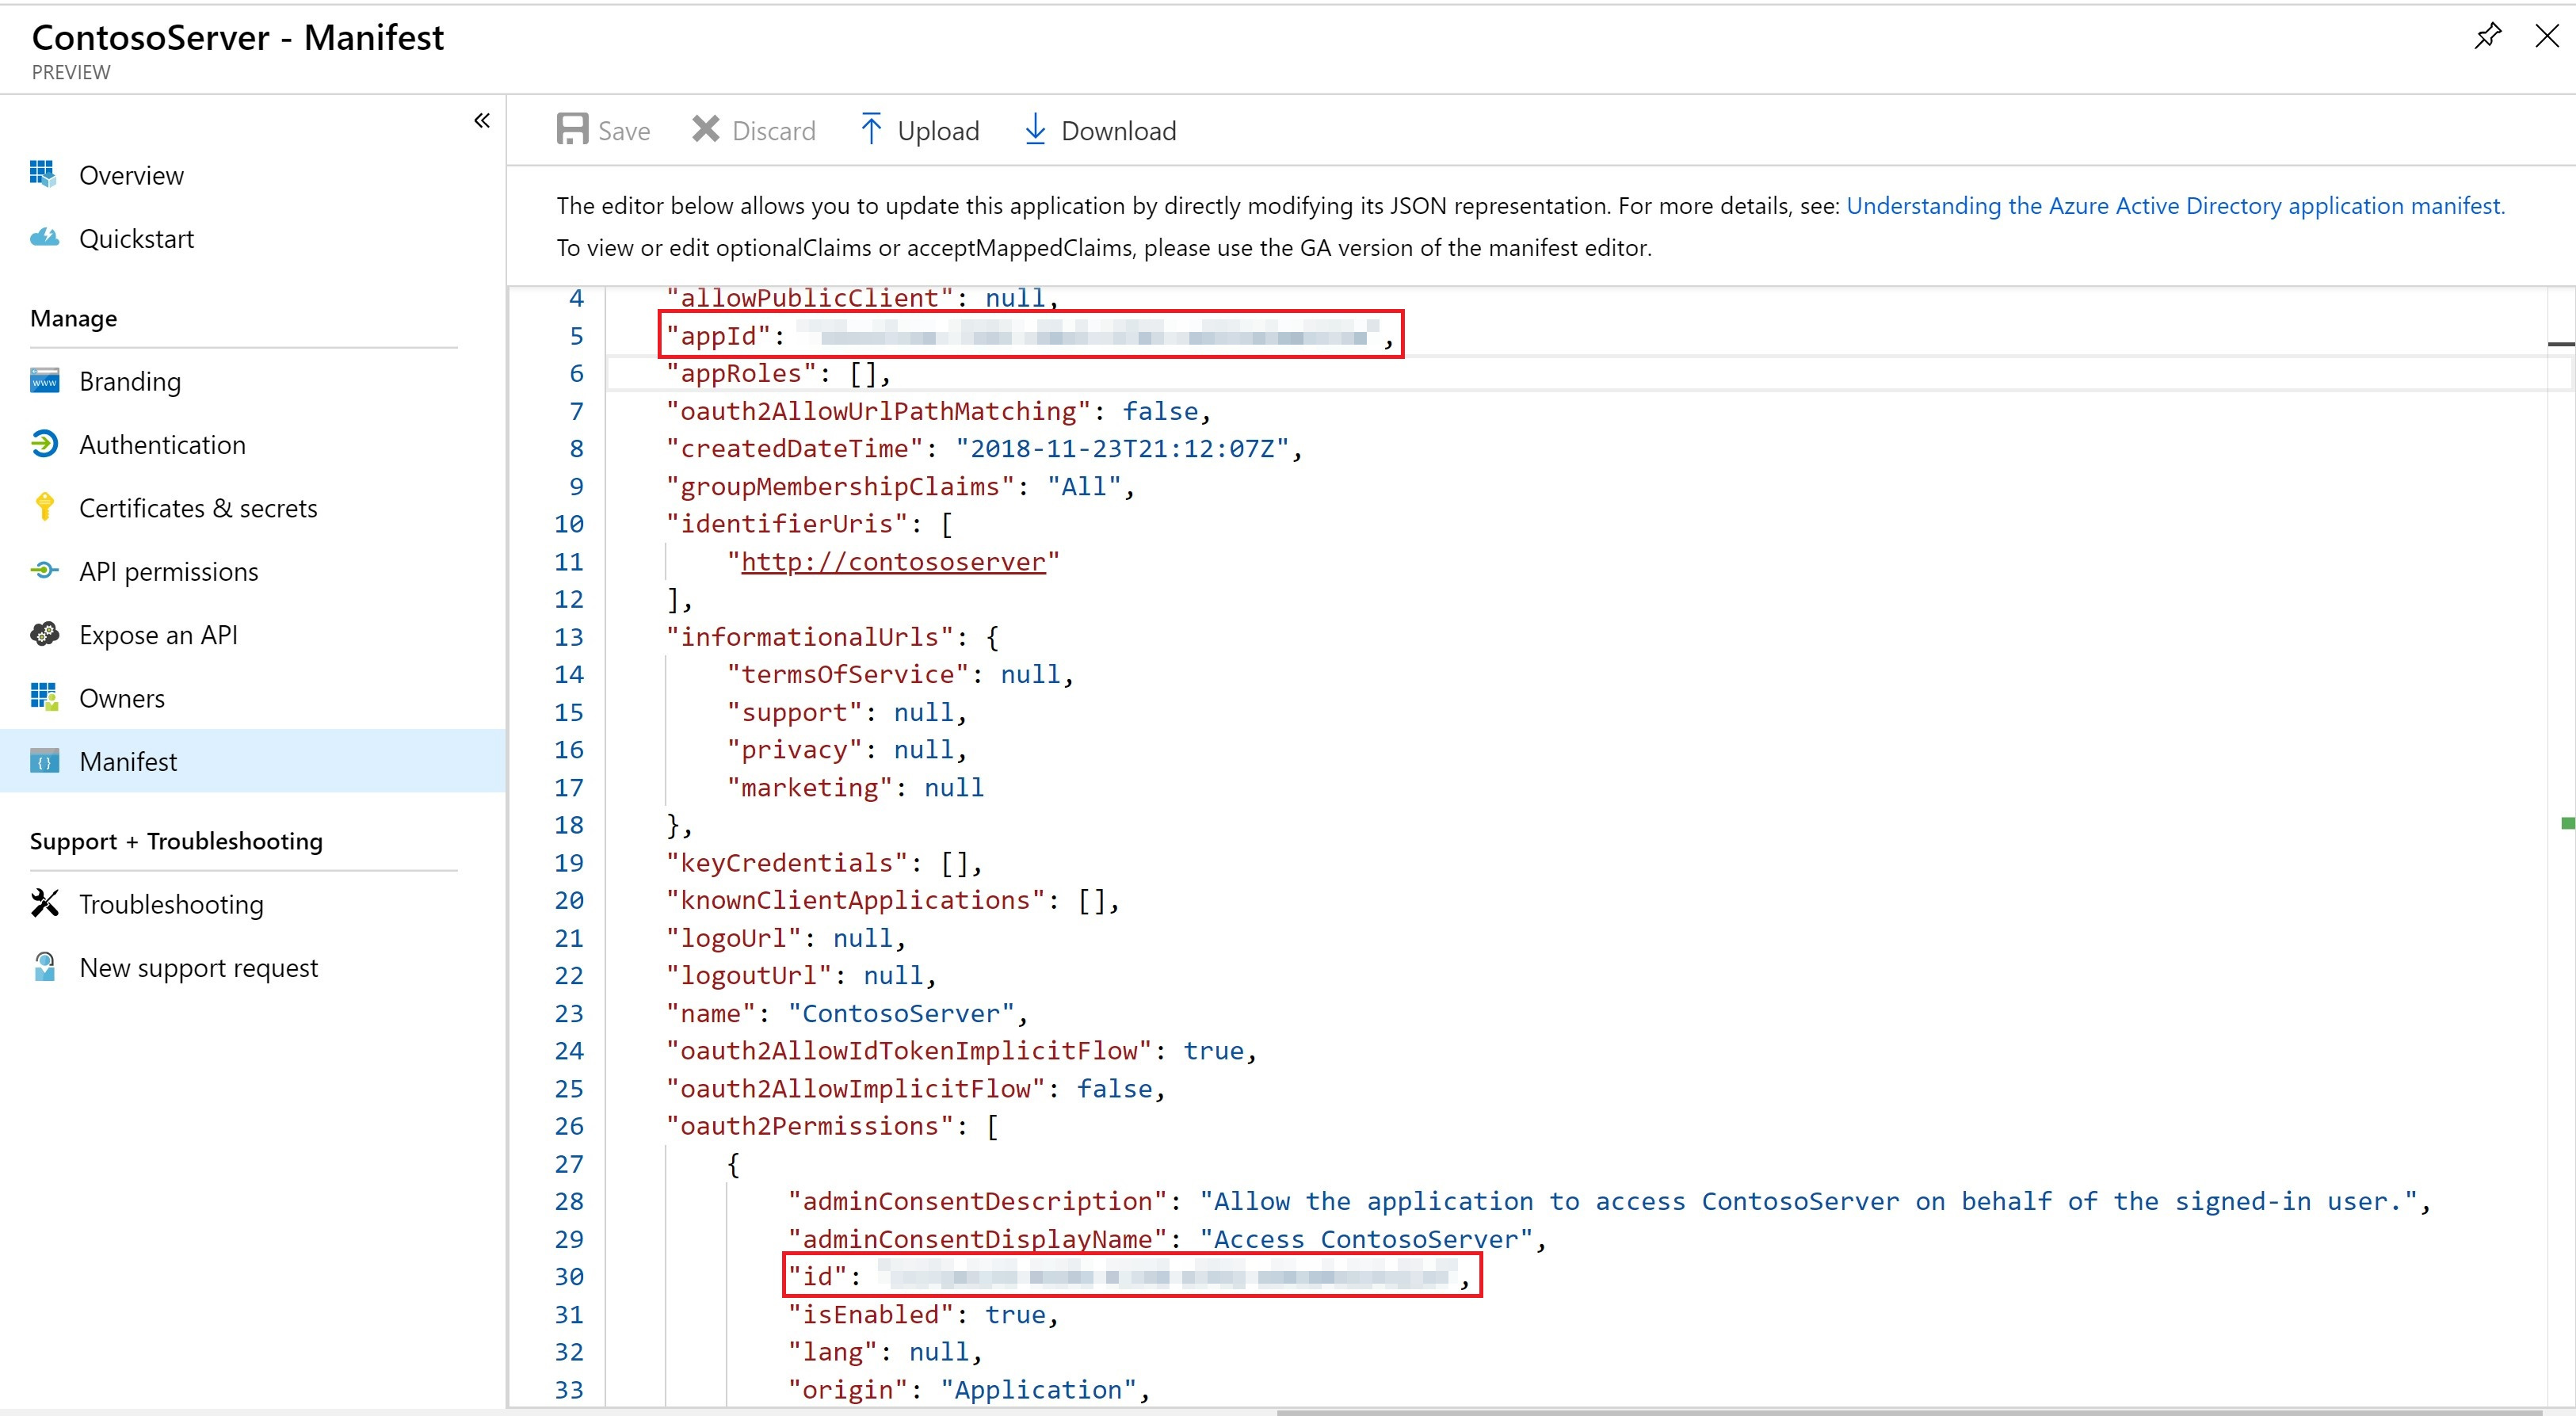 ContosoServer - Manifest
PREVIEW
Overview
Quickstart
Manage
Branding
Authentication
Certificates & secrets
API permissions
Expose an API
Owners
Manifest
Support + Troubleshooting
Troubleshooting
New support request
Save Discard Upload Download
The editor below allows you to update this application by directly modifying its JSON representation. For more details, see: Understanding the Azure Active Directory application manifest.
To view or edit optionalClaims or acceptMappedClaims, please use the GA version of the manifest editor.
4 "allowPublicClient": null,
5 "appId": ,
6 "appRoles": [],
7 "oauth2AllowUrlPathMatching": false,
8 "createdDateTime": "2018-11-23T21:12:07Z",
9 "groupMembershipClaims": "All",
10 "identifierUris": [
11 "http://contososerver"
12 ],
13 "informationalUrls": {
14 "termsOfService": null,
15 "support": null,
16 "privacy": null,
17 "marketing": null
18 },
19 "keyCredentials": [],
20 "knownClientApplications": [],
21 "logoUrl": null,
22 "logoutUrl": null,
23 "name": "ContosoServer",
24 "oauth2AllowIdTokenImplicitFlow": true,
25 "oauth2AllowImplicitFlow": false,
26 "oauth2Permissions": [
27 {
28 "adminConsentDescription": "Allow the application to access ContosoServer on behalf of the signed-in user.",
29 "adminConsentDisplayName": "Access ContosoServer",
30 "id": ,
31 "isEnabled": true,
32 "lang": null,
33 "origin": "Application",